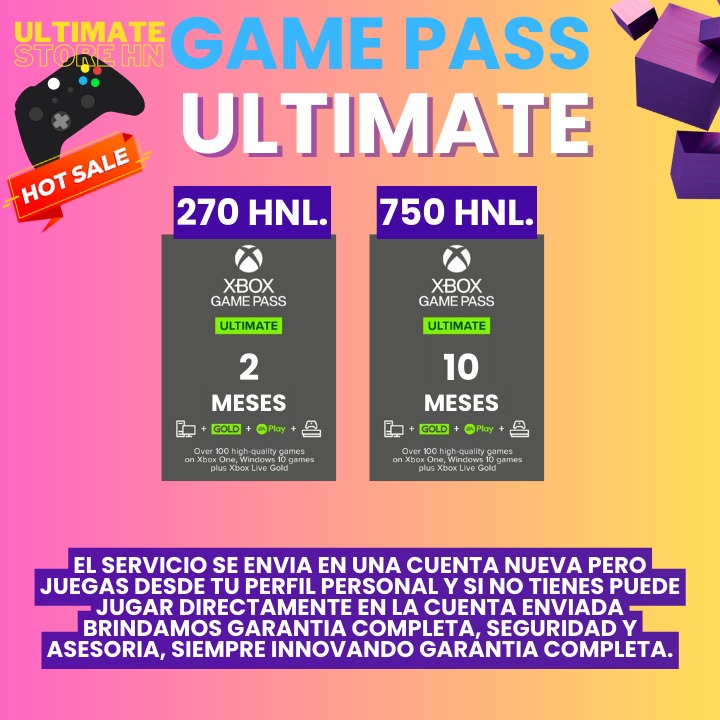 ULTIMATE
STORE HN
GAME PASS
ULTIMATE
HOT SALE
270 HNL.
XBOX
GAME PASS
ULTIMATE
2
MESES
+ GOLD + EA Play +
Over 100 high-quality games
on Xbox One, Windows 10 games
plus Xbox Live Gold
750 HNL.
XBOX
GAME PASS
ULTIMATE
10
MESES
+ GOLD + EA Play +
Over 100 high-quality games
on Xbox One, Windows 10 games
plus Xbox Live Gold
EL SERVICIO SE ENVIA EN UNA CUENTA NUEVA PERO
JUEGAS DESDE TU PERFIL PERSONAL Y SI NO TIENES PUEDE
JUGAR DIRECTAMENTE EN LA CUENTA ENVIADA
BRINDAMOS GARANTIA COMPLETA, SEGURIDAD Y
ASESORIA, SIEMPRE INNOVANDO GARANTIA COMPLETA.